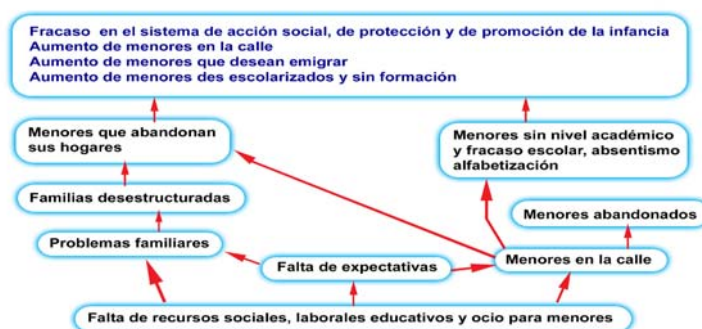 Fracaso en el sistema de acción social, de protección y de promoción de la infancia
Aumento de menores en la calle
Aumento de menores que desean emigrar
Aumento de menores des escolarizados y sin formación
Menores que abandonan
sus hogares
Menores sin nivel académico
y fracaso escolar, absentismo
alfabetización
Familias desestructuradas
Menores abandonados
Problemas familiares
Falta de expectativas
Menores en la calle
Falta de recursos sociales, laborales educativos y ocio para menores